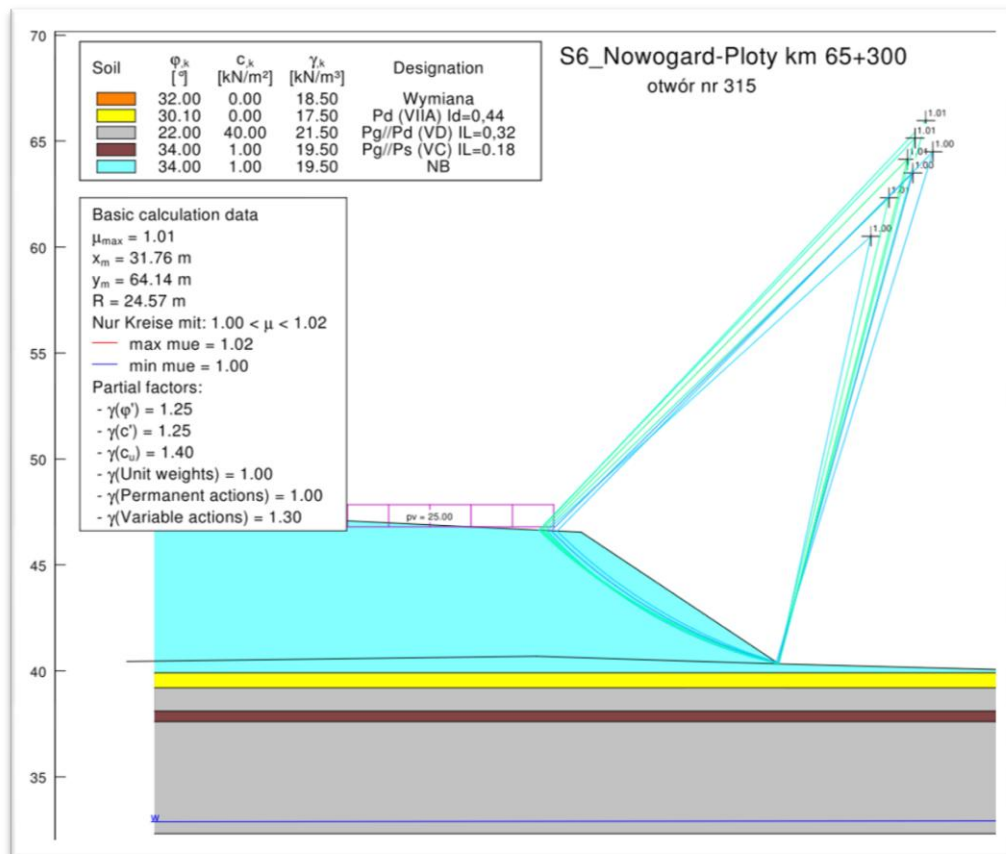 70
65
60
55
50
45
40
35
S6_Nowogard-Ploty km 65+300
otwór nr 315
Soil φ,k [°] c,k [kN/m²] γ,k [kN/m³] Designation
32.00 0.00 18.50 Wymiana
30.10 0.00 17.50 Pd (VIIA) Id=0,44
22.00 40.00 21.50 Pg//Pd (VD) IL=0,32
34.00 1.00 19.50 Pg//Ps (VC) IL=0.18
34.00 1.00 19.50 NB
Basic calculation data
μmax = 1.01
xm = 31.76 m
ym = 64.14 m
R = 24.57 m
Nur Kreise mit: 1.00 < μ < 1.02
max mue = 1.02
min mue = 1.00
Partial factors:
- γ(φ') = 1.25
- γ(c') = 1.25
- γ(cu) = 1.40
- γ(Unit weights) = 1.00
- γ(Permanent actions) = 1.00
- γ(Variable actions) = 1.30
1.01
1.01
1.00
1.01
1.00
1.01
1.00
pv = 25.00
w